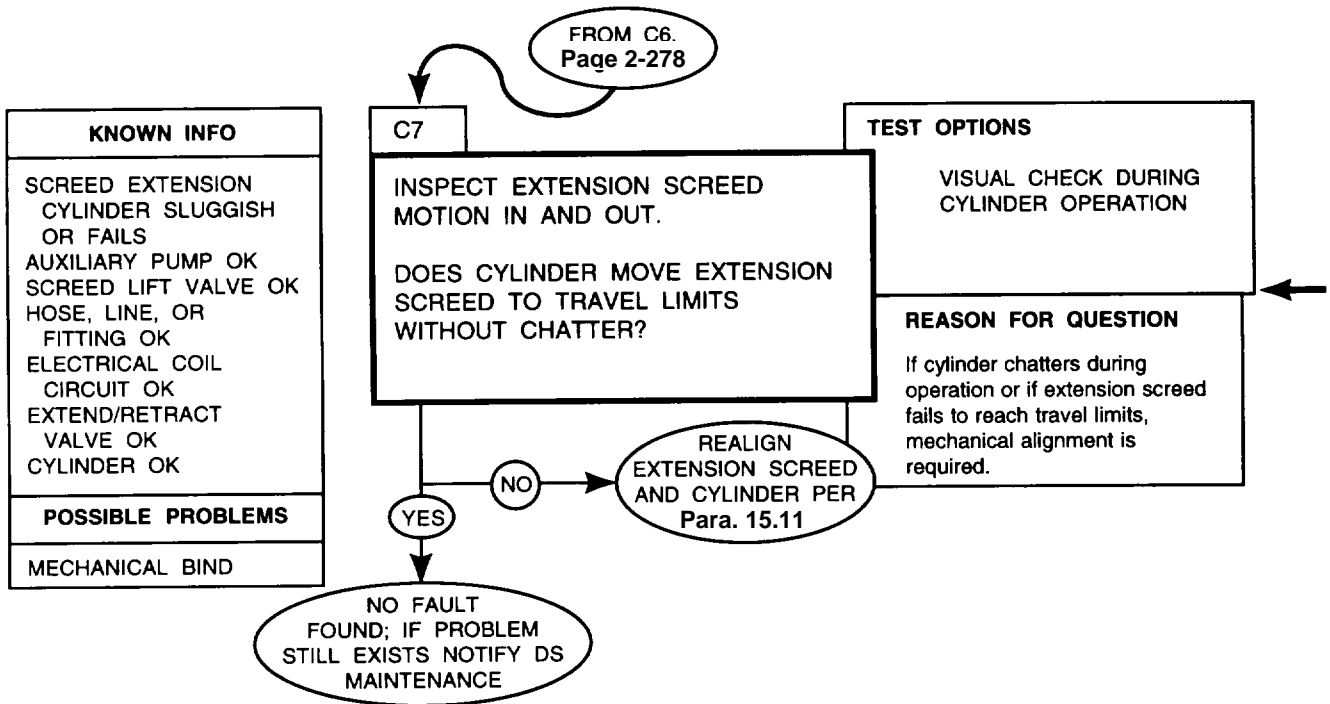 FROM C6.
Page 2-278
KNOWN INFO
SCREED EXTENSION
CYLINDER SLUGGISH
OR FAILS
AUXILIARY PUMP OK
SCREED LIFT VALVE OK
HOSE, LINE, OR
FITTING OK
ELECTRICAL COIL
CIRCUIT OK
EXTEND/RETRACT
VALVE OK
CYLINDER OK
POSSIBLE PROBLEMS
MECHANICAL BIND
C7
INSPECT EXTENSION SCREED
MOTION IN AND OUT.
DOES CYLINDER MOVE EXTENSION
SCREED TO TRAVEL LIMITS
WITHOUT CHATTER?
TEST OPTIONS
VISUAL CHECK DURING
CYLINDER OPERATION
REASON FOR QUESTION
If cylinder chatters during
operation or if extension screed
fails to reach travel limits,
mechanical alignment is
required.
NO
REALIGN
EXTENSION SCREED
AND CYLINDER PER
Para. 15.11
YES
NO FAULT
FOUND; IF PROBLEM
STILL EXISTS NOTIFY DS
MAINTENANCE